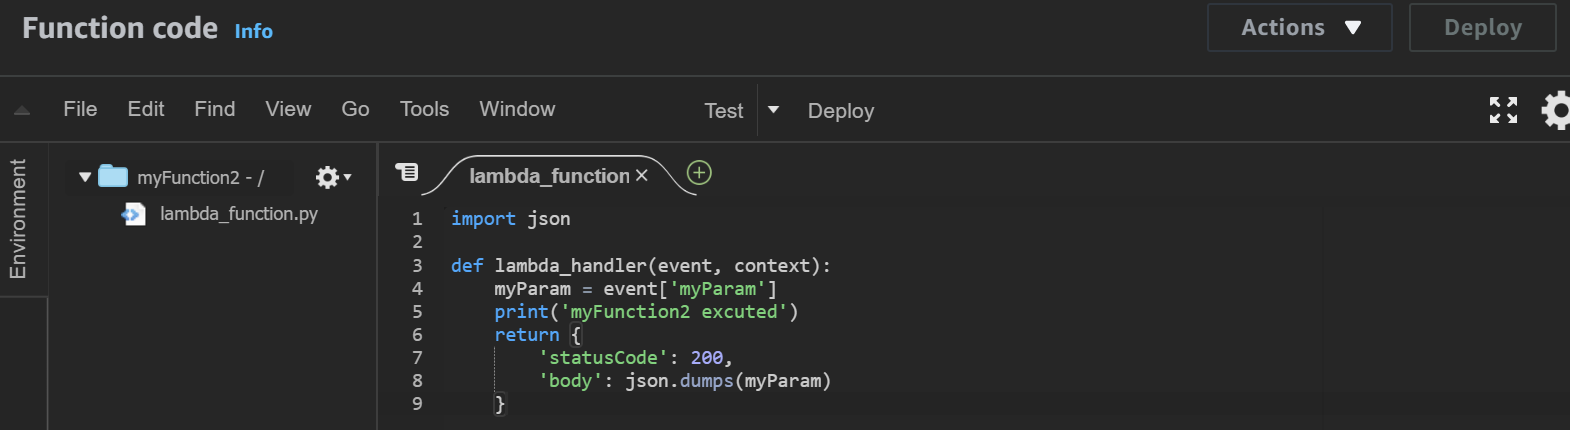 Function code Info Actions Deploy
File Edit Find View Go Tools Window Test Deploy
Environment
myFunction2 - /
lambda_function.py
lambda_function
1 import json
2
3 def lambda_handler(event, context):
4     myParam = event['myParam']
5     print('myFunction2 excuted')
6     return {
7         'statusCode': 200,
8         'body': json.dumps(myParam)
9     }